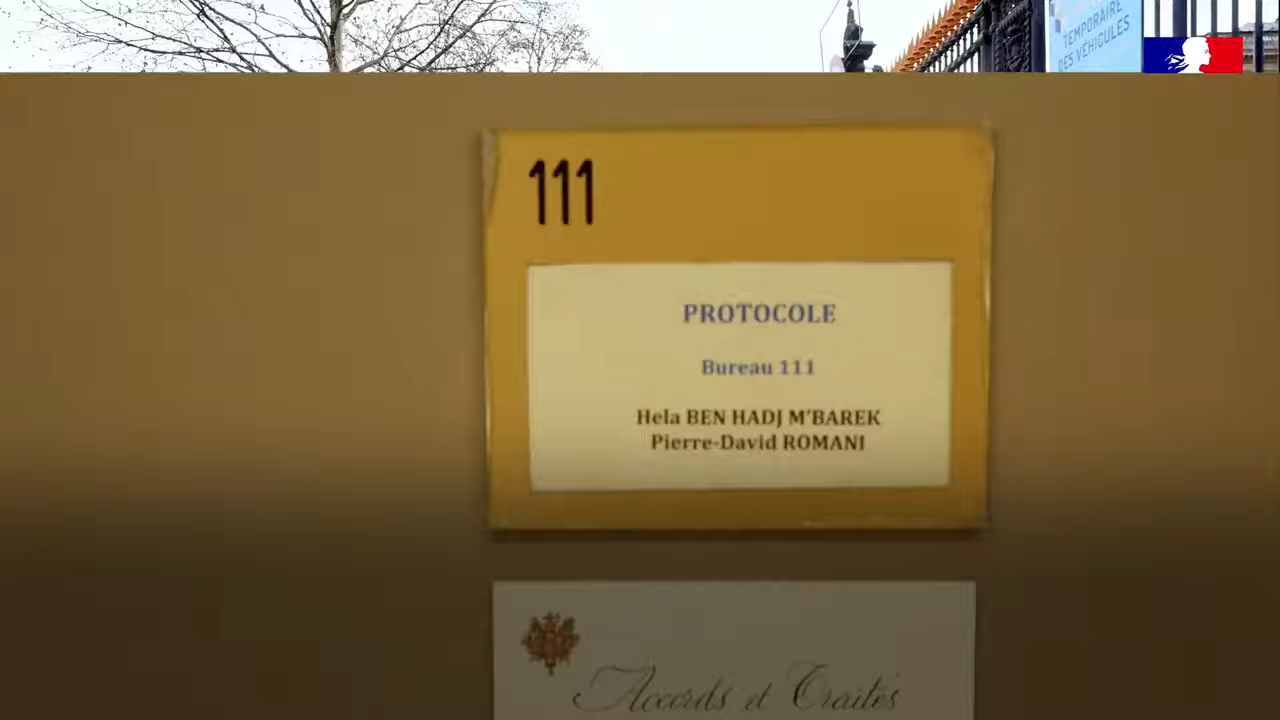 TEMPORAIRE
DES VÉHICULES
111
PROTOCOLE
Bureau 111
Hela BEN HADJ M'BAREK
Pierre-David ROMANI
Accords et Traités